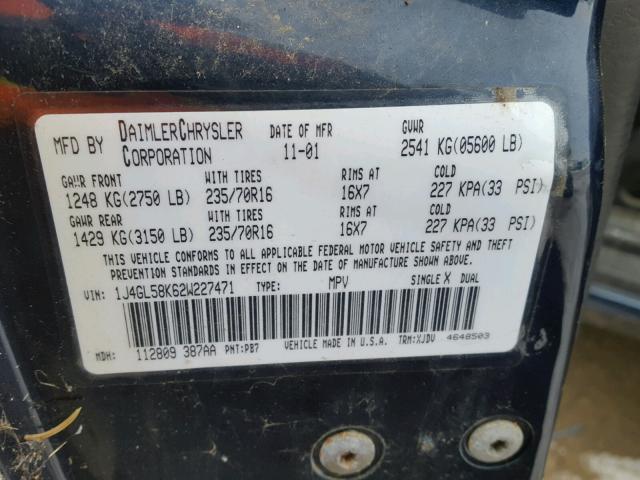 MFD BY DAIMLERCHRYSLER CORPORATION DATE OF MFR 11-01 GVWR 2541 KG(05600 LB)
GAWR FRONT WITH TIRES RIMS AT COLD
1248 KG(2750 LB) 235/70R16 16X7 227 KPA(33 PSI)
GAWR REAR WITH TIRES RIMS AT COLD
1429 KG(3150 LB) 235/70R16 16X7 227 KPA(33 PSI)
THIS VEHICLE CONFORMS TO ALL APPLICABLE FEDERAL MOTOR VEHICLE SAFETY AND THEFT
PREVENTION STANDARDS IN EFFECT ON THE DATE OF MANUFACTURE SHOWN ABOVE.
VIN: 1J4GL58K62W227471 TYPE: MPV SINGLE X DUAL
MDH: 112809 387AA PNT:PB7 VEHICLE MADE IN U.S.A. TRM:XJDV 4648503